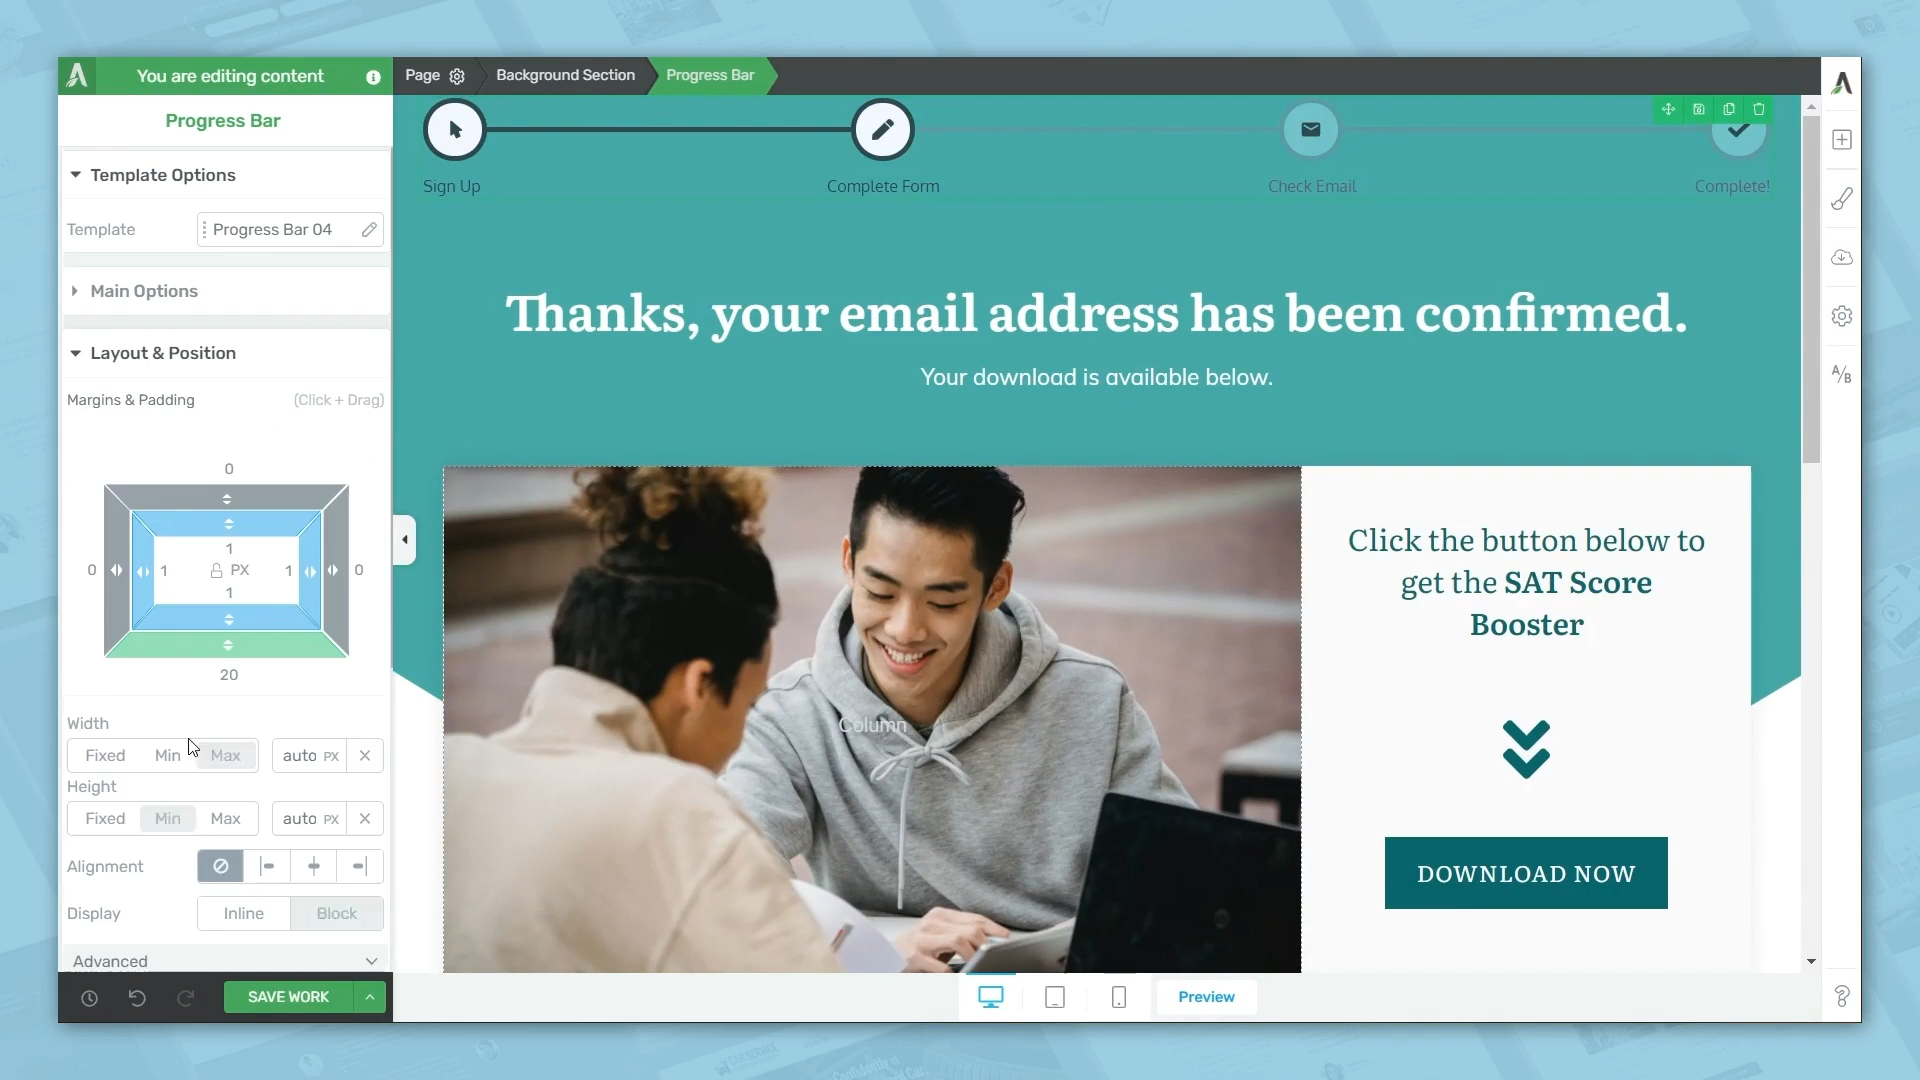 You are editing content
Page
Background Section
Progress Bar
Progress Bar
Template Options
Template
Progress Bar 04
Main Options
Layout & Position
Margins & Padding
(Click + Drag)
0
1
0
1
PX
1
0
1
20
Width
Fixed
Min
Max
auto PX
Height
Fixed
Min
Max
auto PX
Alignment
Display
Inline
Block
Advanced
SAVE WORK
Sign Up
Complete Form
Check Email
Complete!
Thanks, your email address has been confirmed.
Your download is available below.
Column
Click the button below to
get the SAT Score
Booster
DOWNLOAD NOW
Preview
A/B